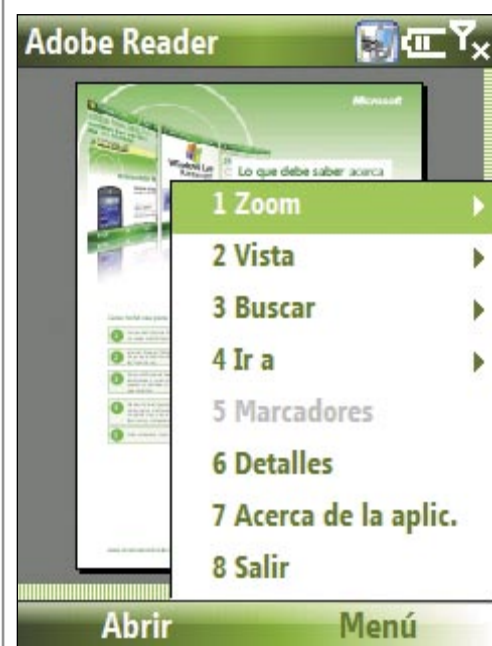 Adobe Reader
Microsoft
Lo que debe saber acerca
1 Zoom
2 Vista
3 Buscar
4 Ir a
5 Marcadores
6 Detalles
7 Acerca de la aplic.
8 Salir
Abrir
Menú